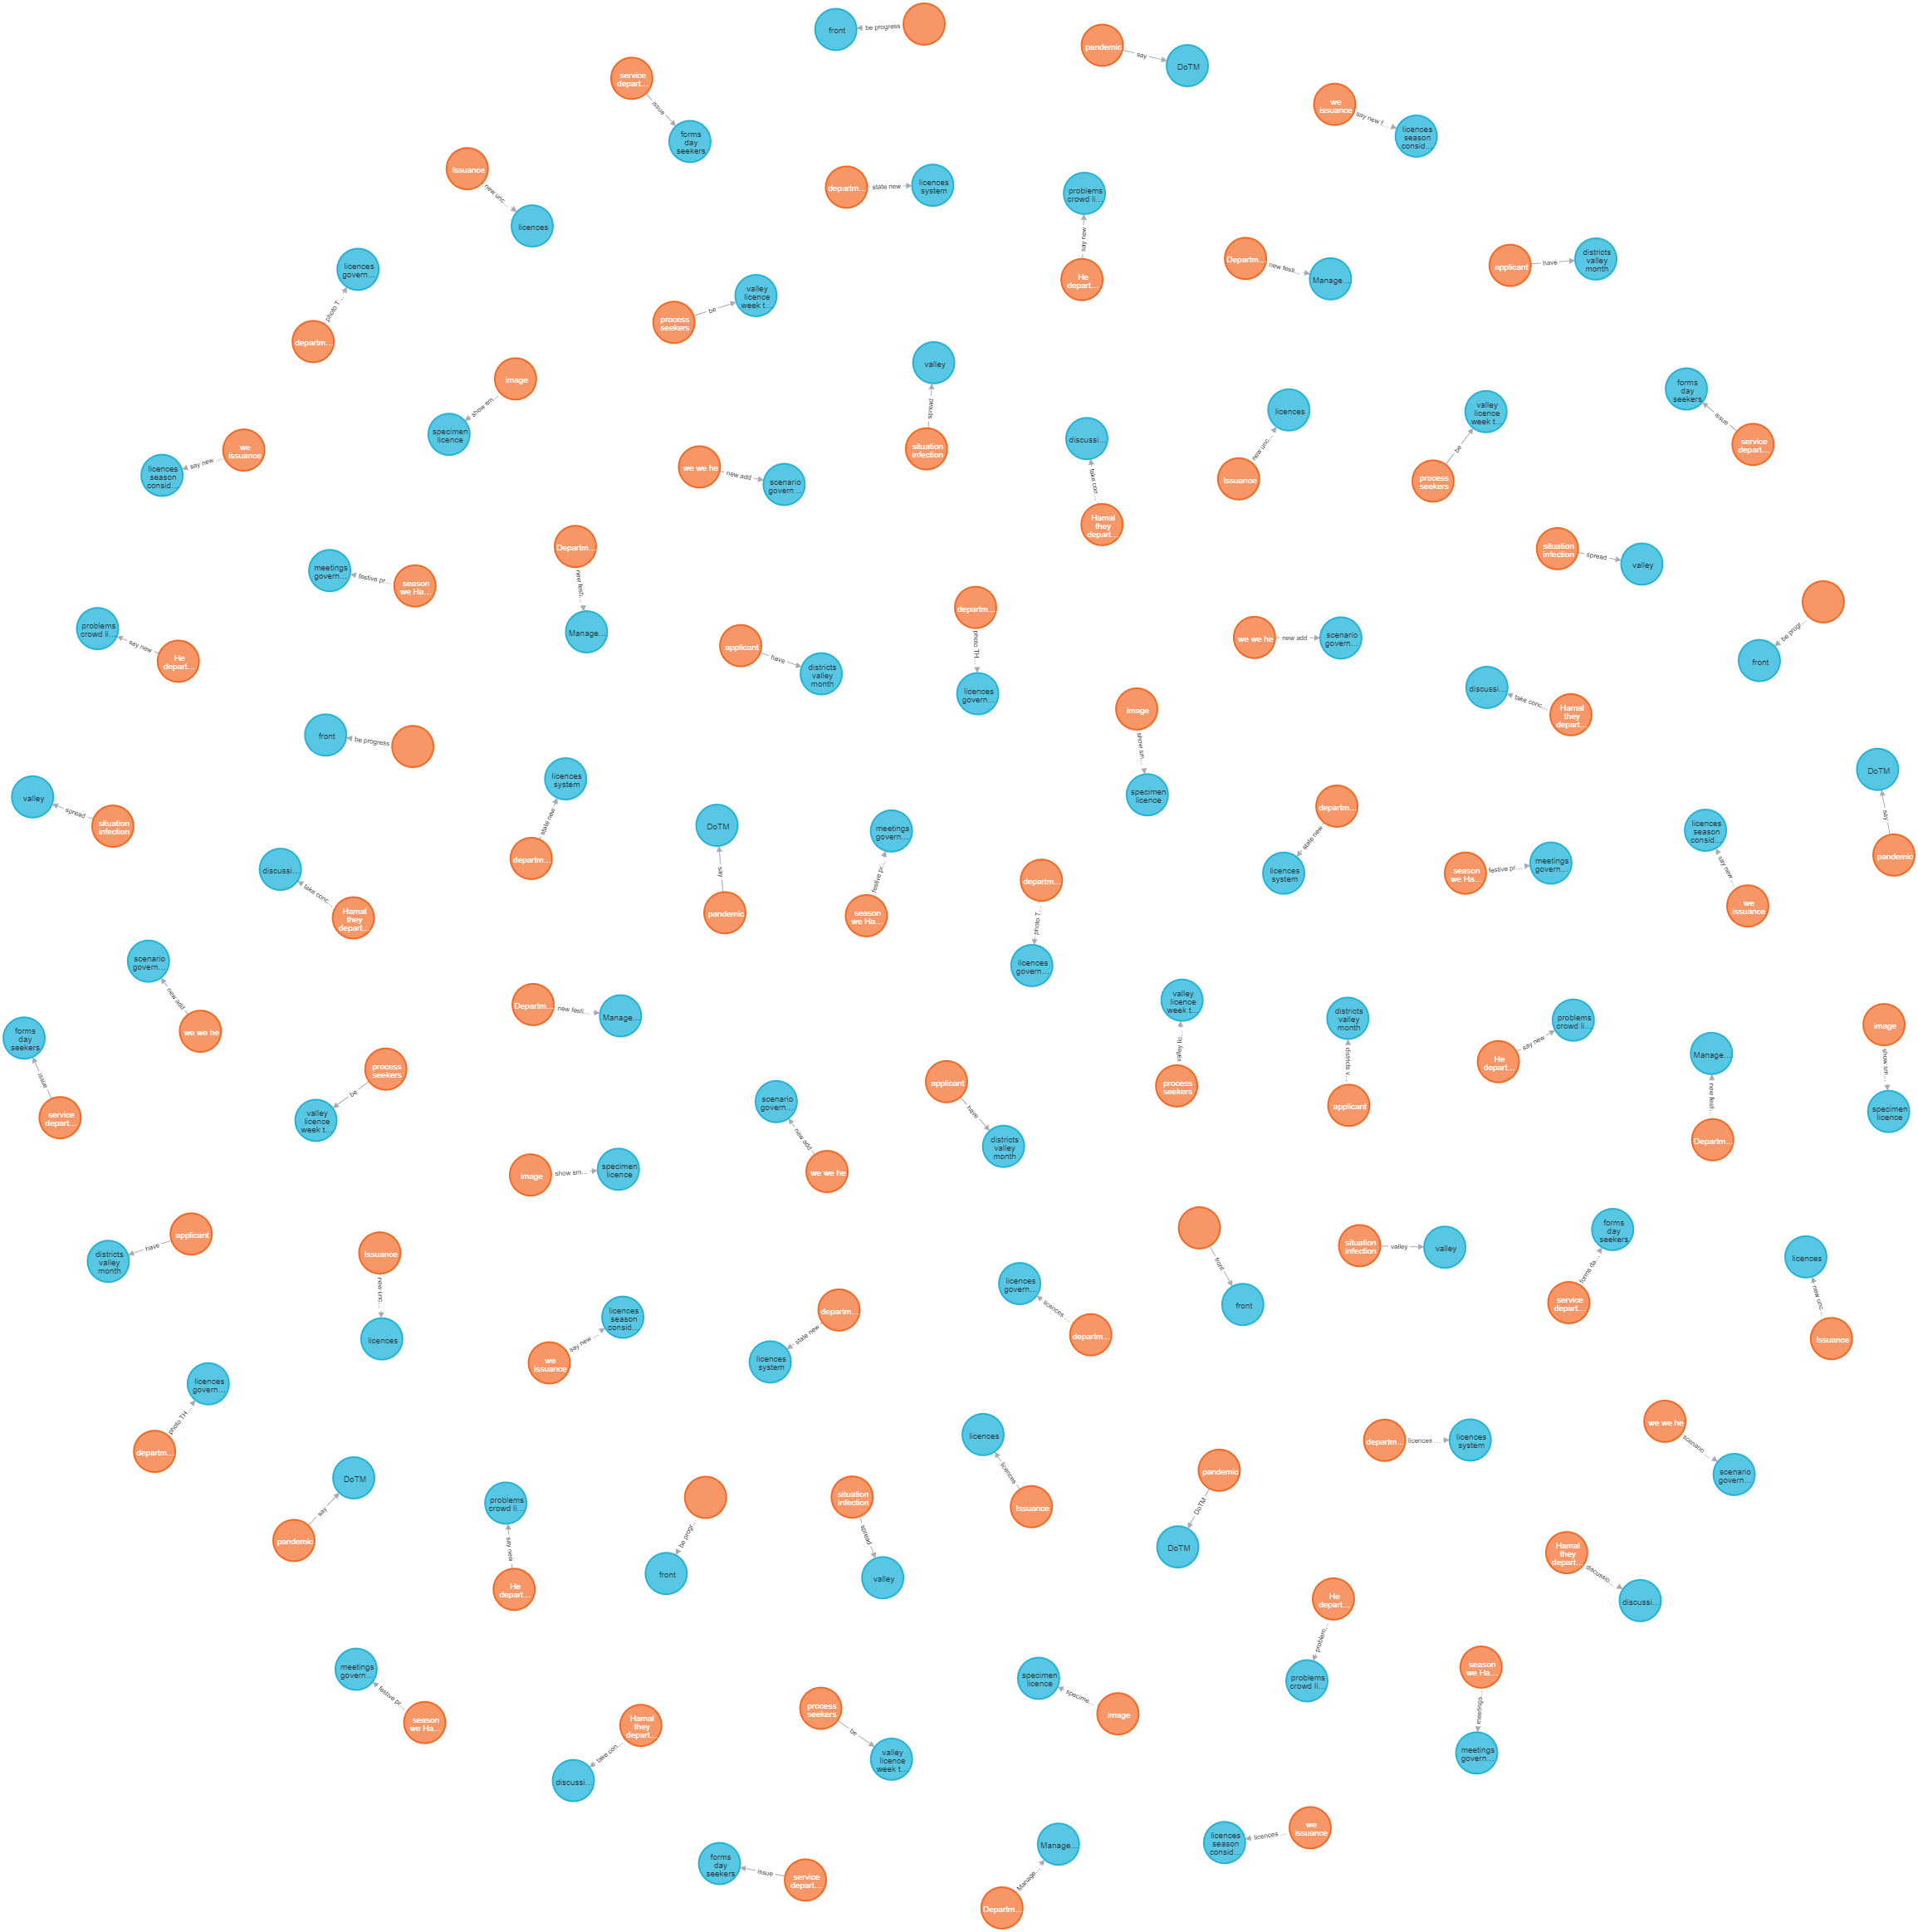 front
be progress
pandemic
say
DoTM
service
depart...
issue
forms
day
seekers
we
issuance
say new f...
licences
season
consid...
Issuance
new unc...
licences
departm...
state new
licences
system
problems
crowd li...
say new
He
depart...
Departm...
new festi...
Manage...
applicant
have
districts
valley
month
licences
govern...
photo T...
departm...
process
seekers
be
valley
licence
week t...
image
show sm...
specimen
licence
valley
spread
situation
infection
licences
new unc...
Issuance
valley
licence
week t...
be
process
seekers
forms
day
seekers
issue
service
depart...
we
issuance
say new ...
licences
season
consid...
we we he
new add
scenario
govern...
discussi...
take con...
Hamal
they
depart...
meetings
govern...
festive pr...
season
we Ha...
Departm...
new festi...
Manage...
situation
infection
spread
valley
problems
crowd li...
say new
He
depart...
applicant
have
districts
valley
month
departm...
photo TH...
licences
govern...
we we he
new add
scenario
govern...
be progr...
front
image
show sm...
specimen
licence
discussi...
take conc...
Hamal
they
depart...
front
be progress
valley
spread
situation
infection
licences
system
state new
departm...
DoTM
say
pandemic
meetings
govern...
festive pr...
season
we Ha...
departm...
state new
licences
system
season
we Ha...
festive pr...
meetings
govern...
licences
season
consid...
say new ...
we
issuance
DoTM
say
pandemic
discussi...
take conc...
Hamal
they
depart...
departm...
photo T...
licences
govern...
scenario
govern...
new add
we we he
Departm...
new festi...
Manage...
forms
day
seekers
issue
service
depart...
process
seekers
be
valley
licence
week t...
scenario
govern...
new add
we we he
applicant
have
districts
valley
month
valley
licence
week t...
valley lic...
process
seekers
districts
valley
month
districts v...
applicant
He
depart...
say new
problems
crowd li...
Manage...
new festi...
Departm...
image
show sm...
specimen
licence
image
show sm...
specimen
licence
applicant
have
districts
valley
month
Issuance
new unc...
licences
we
issuance
say new ...
licences
season
consid...
departm...
state new
licences
system
licences
govern...
licences ...
departm...
front
front
situation
infection
valley
valley
forms
day
seekers
forms da...
service
depart...
licences
new unc...
Issuance
licences
govern...
photo TH...
departm...
DoTM
say
pandemic
problems
crowd li...
say new
He
depart...
be progr...
front
situation
infection
spread
valley
licences
licences
Issuance
pandemic
DoTM
DoTM
departm...
licences ...
licences
system
we we he
scenario ...
scenario
govern...
Hamal
they
depart...
discussio...
discussi...
He
depart...
problem...
problems
crowd li...
meetings
govern...
festive pr...
season
we Ha...
Hamal
they
depart...
take con...
discussi...
process
seekers
be
valley
licence
week t...
specimen
licence
specime...
image
season
we Ha...
meetings...
meetings
govern...
forms
day
seekers
issue
service
depart...
Manage...
Manage...
Departm...
licences
season
consid...
licences ...
we
issuance